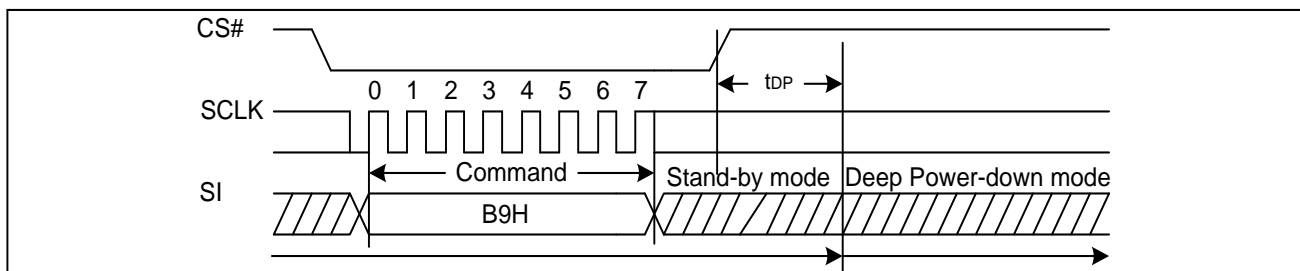 CS#
tDP
0 1 2 3 4 5 6 7
SCLK
Command
Stand-by mode Deep Power-down mode
SI
B9H